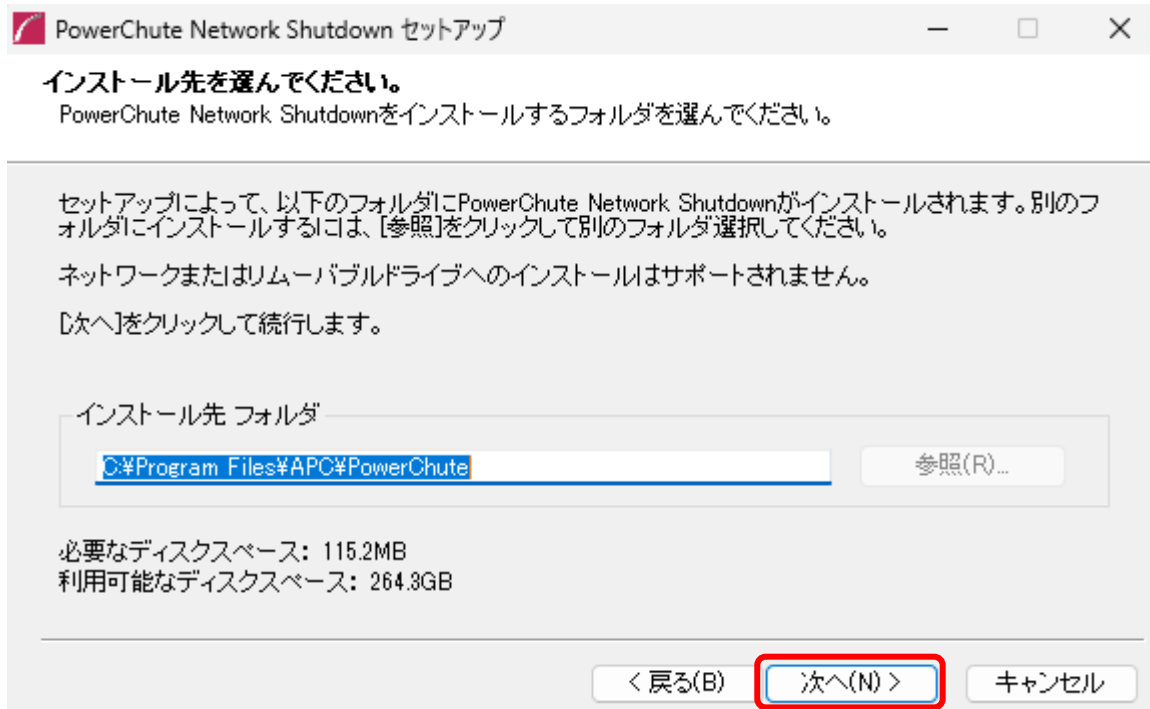 PowerChute Network Shutdown セットアップ
インストール先を選んでください。
PowerChute Network Shutdownをインストールするフォルダを選んでください。
セットアップによって、以下のフォルダにPowerChute Network Shutdownがインストールされます。別のフ
ォルダにインストールするには、[参照]をクリックして別のフォルダ選択してください。
ネットワークまたはリムーバブルドライブへのインストールはサポートされません。
[次へ]をクリックして続行します。
インストール先 フォルダ
C:¥Program Files¥APC¥PowerChute
参照(R)...
必要なディスクスペース: 115.2MB
利用可能なディスクスペース: 264.3GB
< 戻る(B)
次へ(N) >
キャンセル